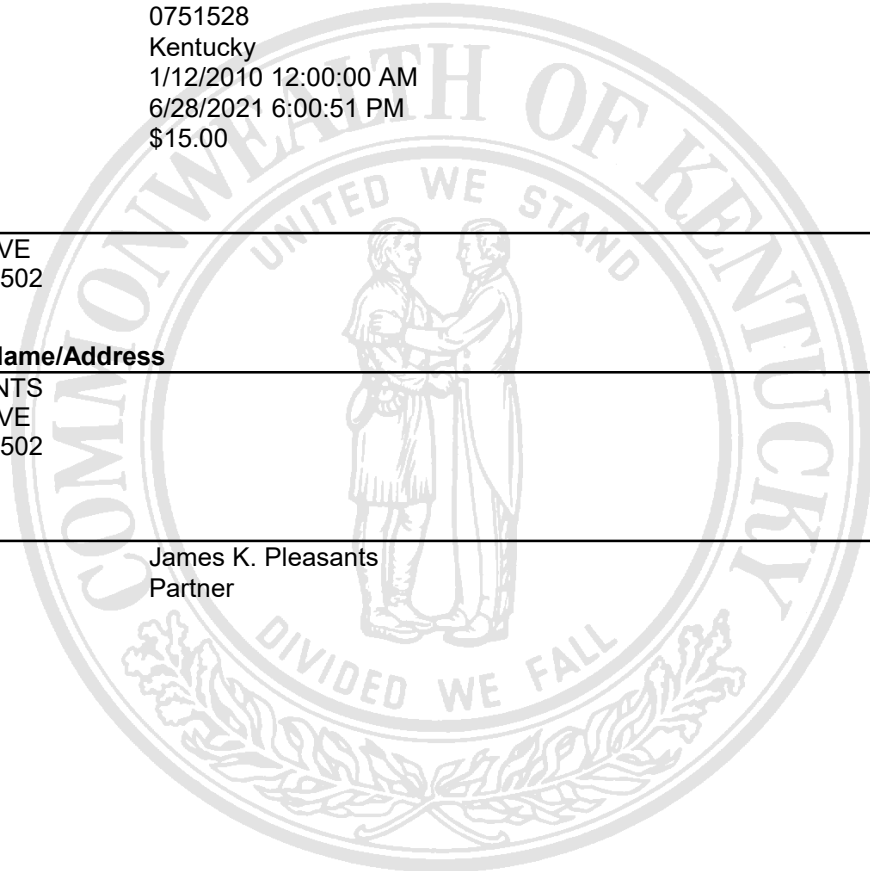 0751528
Kentucky
1/12/2010 12:00:00 AM
6/28/2021 6:00:51 PM
$15.00
COMMONWEALTH OF KENTUCKY
UNITED WE STAND
VE
502
lame/Address
NTS
VE
502
James K. Pleasants
Partner
DIVIDED WE FALL